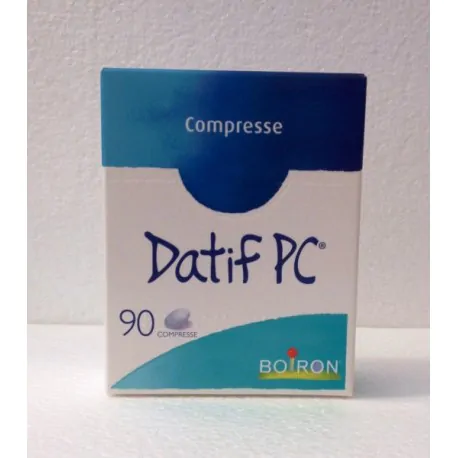 Compresse
Datif PC®
90
COMPRESSE
BOIRON